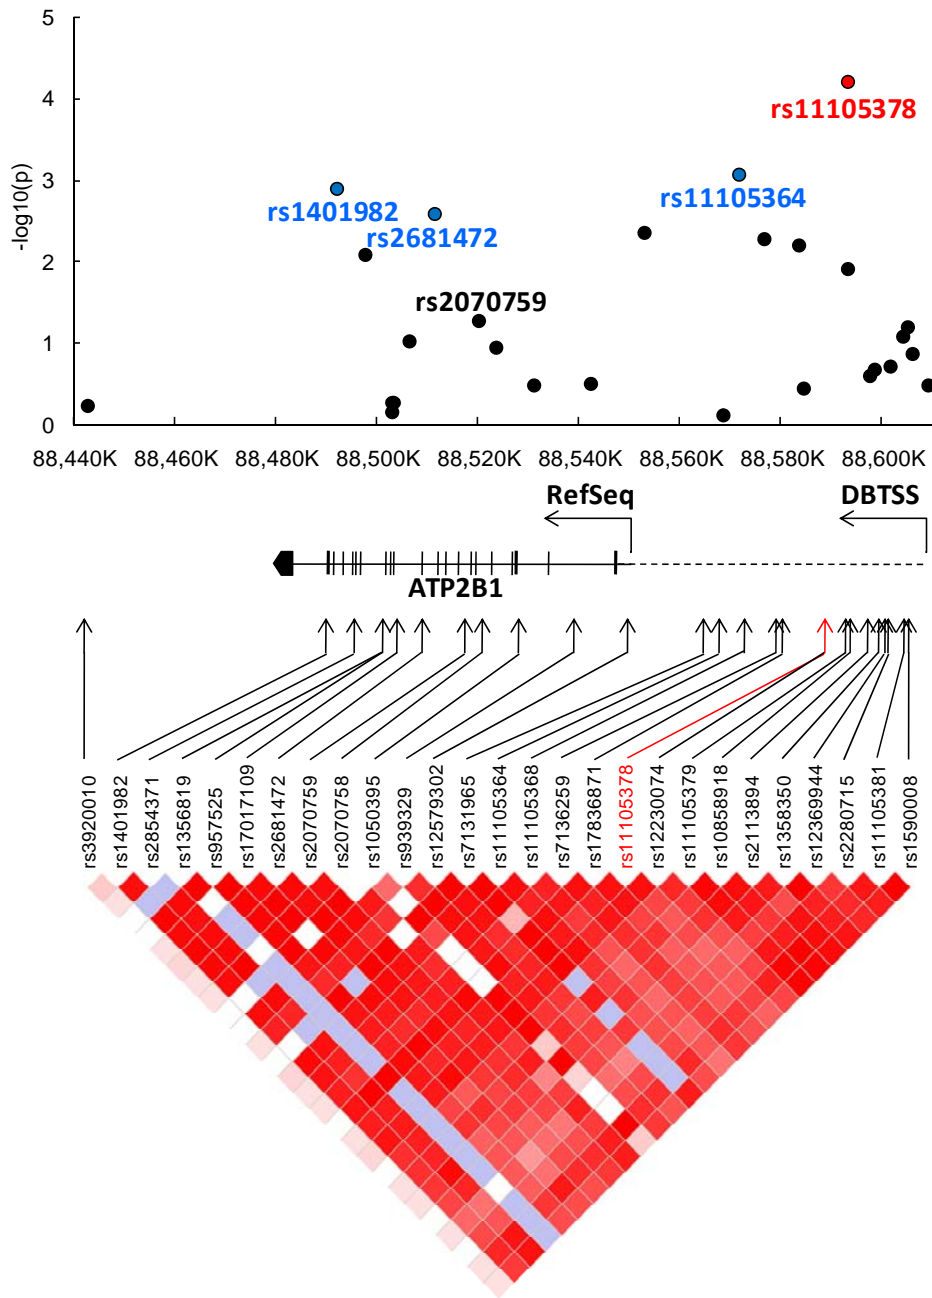 5
4
3
2
1
0
-log10(p)
rs11105378
rs1401982
rs11105364
rs2681472
rs2070759
88,440K 88,460K 88,480K 88,500K 88,520K 88,540K 88,560K 88,580K 88,600K
RefSeq
DBTSS
ATP2B1
rs3920010
rs1401982
rs2854371
rs1356819
rs957525
rs17017109
rs2681472
rs2070759
rs2070758
rs1050395
rs9393329
rs12579302
rs71319665
rs11105364
rs11105368
rs71362259
rs17836871
rs11105378
rs12230074
rs11105379
rs10858918
rs2113894
rs1358350
rs12369944
rs2280715
rs11105381
rs1590008